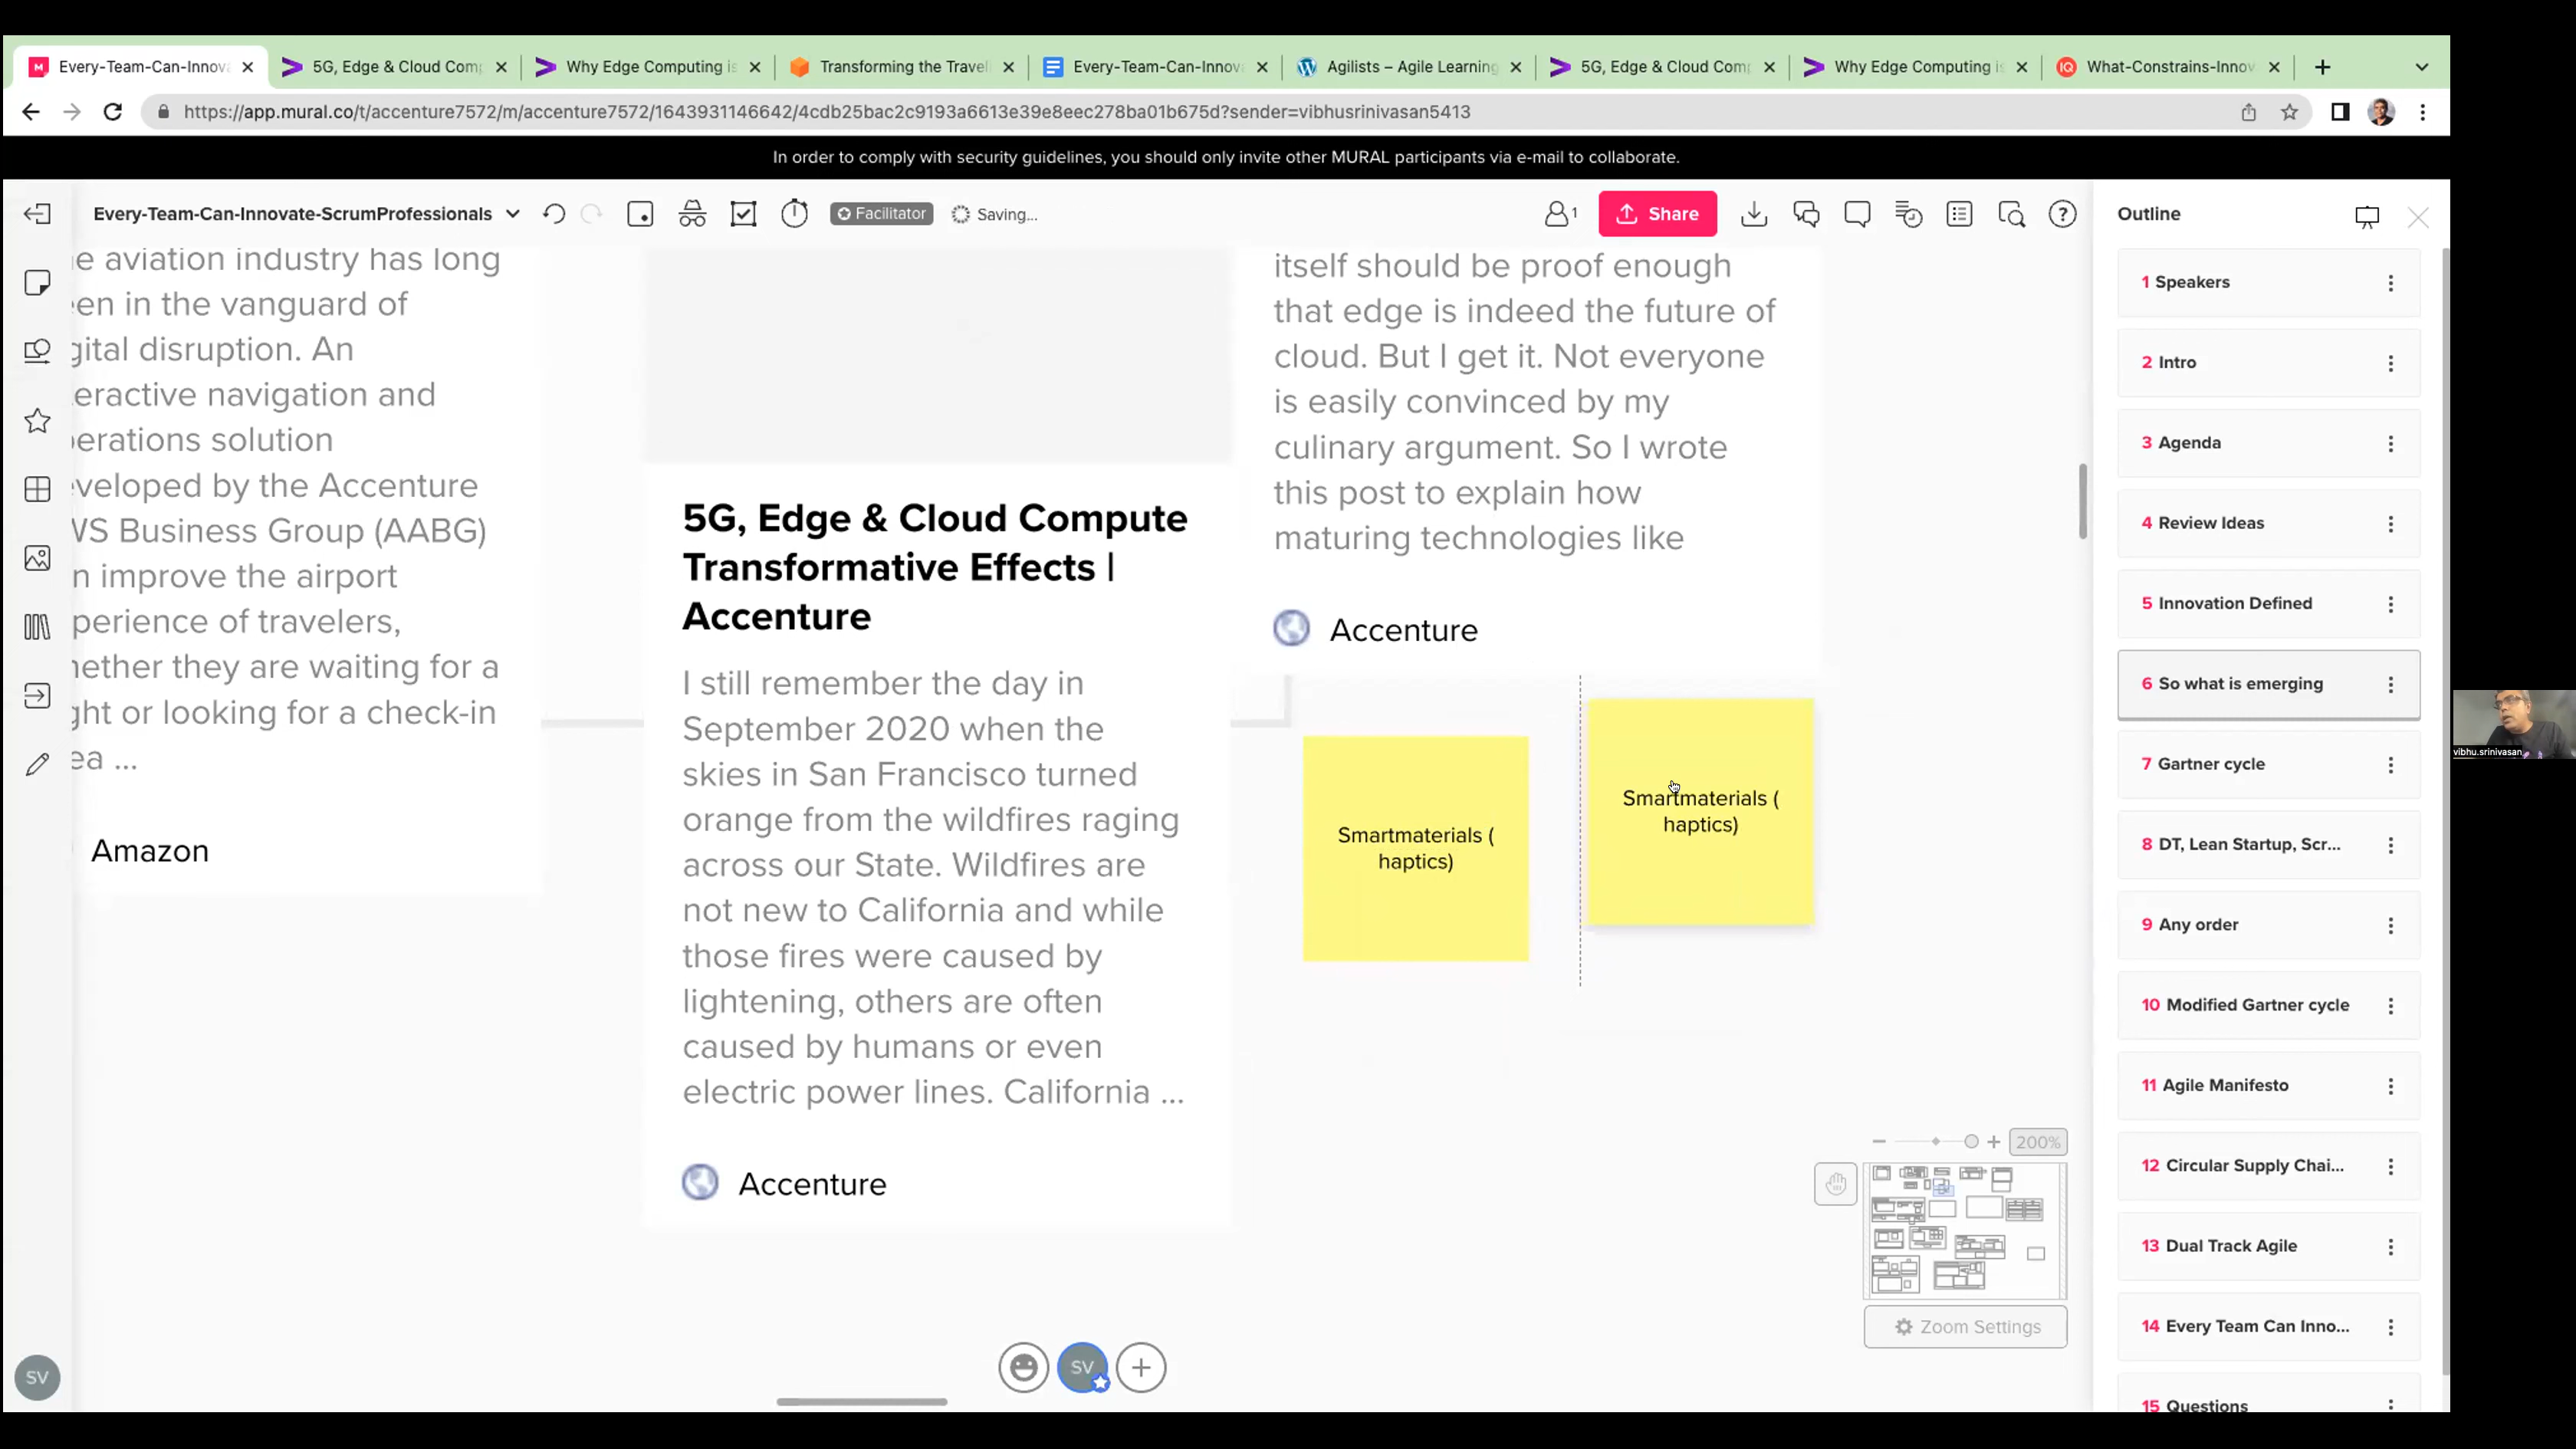 Every-Team-Can-Innov
5G, Edge & Cloud Comp
Why Edge Computing is
Transforming the Travel
Every-Team-Can-Innov
Agilists – Agile Learning
5G, Edge & Cloud Comp
Why Edge Computing is
What-Constrains-Innov
https://app.mural.co/t/accenture7572/m/accenture7572/1643931146642/4cdb25bac2c9193a6613e39e8eec278ba01b675d?sender=vibhusrinivasan5413
In order to comply with security guidelines, you should only invite other MURAL participants via e-mail to collaborate.
Every-Team-Can-Innovate-ScrumProfessionals
Facilitator
Saving...
1
Share
e aviation industry has long
een in the vanguard of
gital disruption. An
teractive navigation and
perations solution
eveloped by the Accenture
WS Business Group (AABG)
n improve the airport
xperience of travelers,
hether they are waiting for a
ght or looking for a check-in
ea ...
Amazon
5G, Edge & Cloud Compute
Transformative Effects |
Accenture
I still remember the day in
September 2020 when the
skies in San Francisco turned
orange from the wildfires raging
across our State. Wildfires are
not new to California and while
those fires were caused by
lightening, others are often
caused by humans or even
electric power lines. California ...
Accenture
itself should be proof enough
that edge is indeed the future of
cloud. But I get it. Not everyone
is easily convinced by my
culinary argument. So I wrote
this post to explain how
maturing technologies like
Accenture
Smartmaterials (
haptics)
Smartmaterials (
haptics)
Outline
1 Speakers
2 Intro
3 Agenda
4 Review Ideas
5 Innovation Defined
6 So what is emerging
7 Gartner cycle
8 DT, Lean Startup, Scr...
9 Any order
10 Modified Gartner cycle
11 Agile Manifesto
12 Circular Supply Chai...
13 Dual Track Agile
14 Every Team Can Inno...
15 Questions
200%
Zoom Settings
SV
SV
vibhu.srinivasan